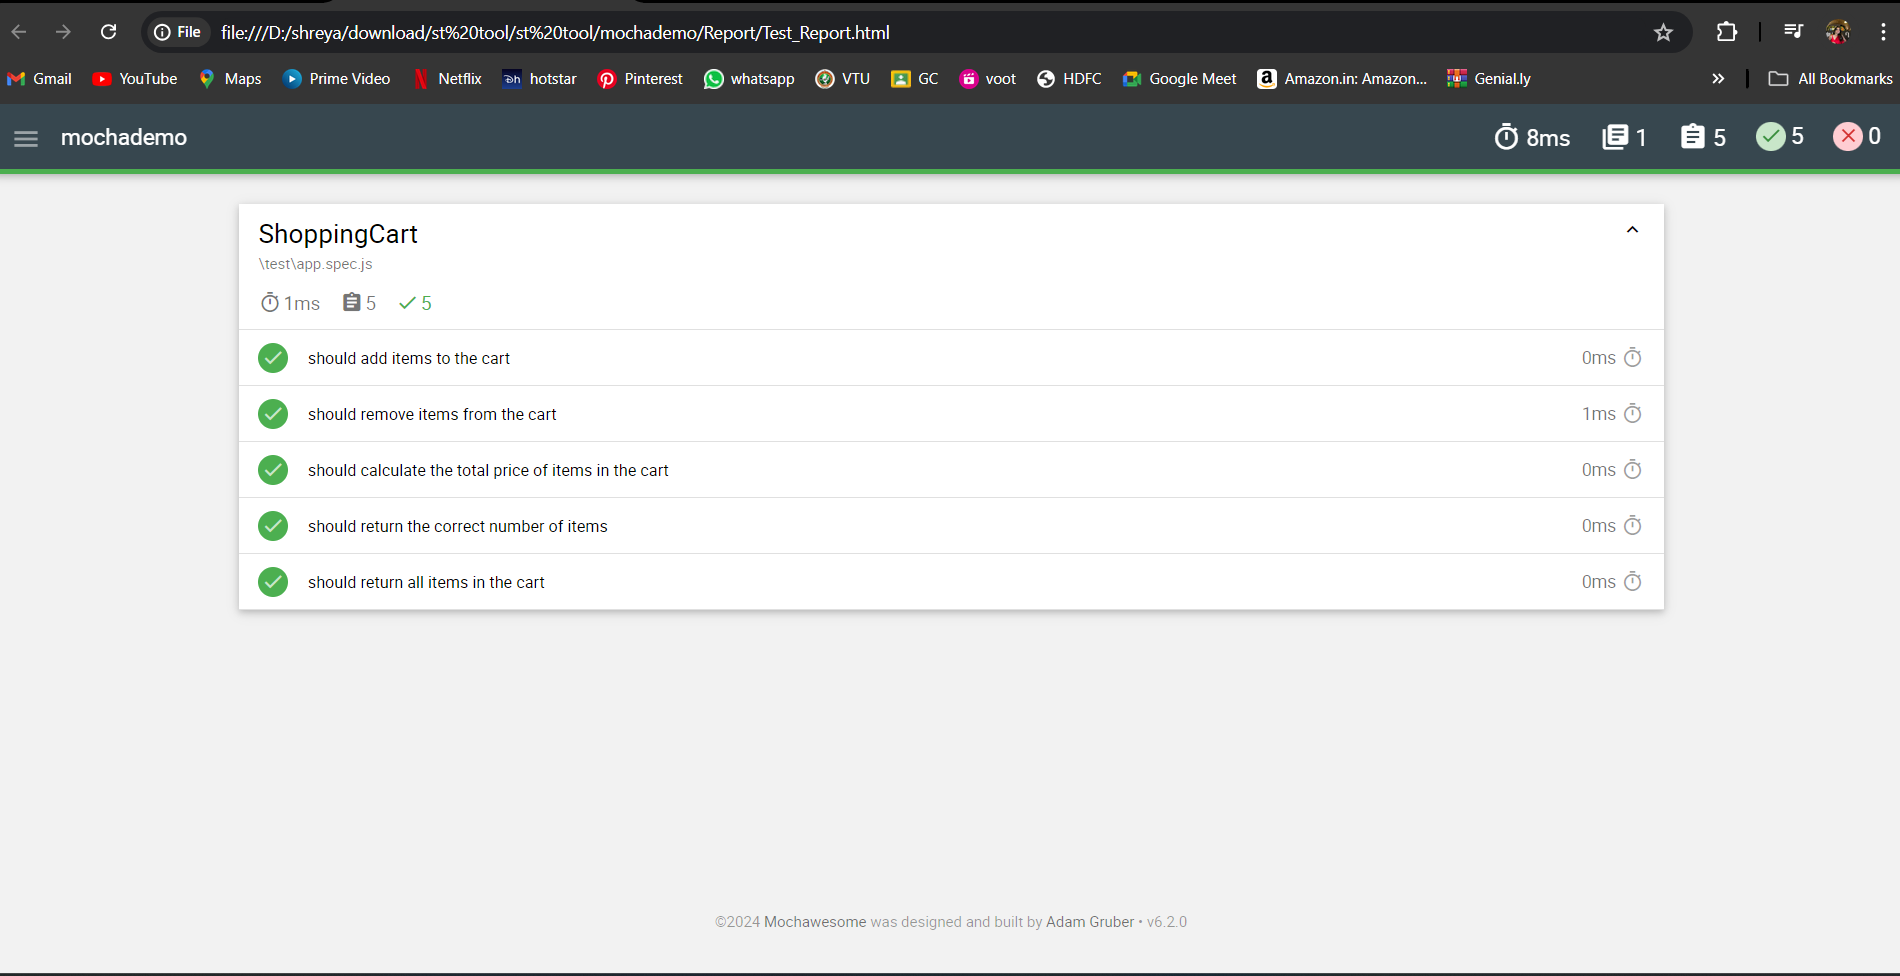 File file:///D:/shreya/download/st%20tool/st%20tool/mochademo/Report/Test_Report.html
Gmail YouTube Maps Prime Video Netflix hotstar Pinterest whatsapp VTU GC voot HDFC Google Meet Amazon.in: Amazon... Genial.ly » All Bookmarks
mochademo 8ms 1 5 5 0
ShoppingCart
\test\app.spec.js
1ms 5 5
should add items to the cart 0ms
should remove items from the cart 1ms
should calculate the total price of items in the cart 0ms
should return the correct number of items 0ms
should return all items in the cart 0ms
©2024 Mochawesome was designed and built by Adam Gruber • v6.2.0